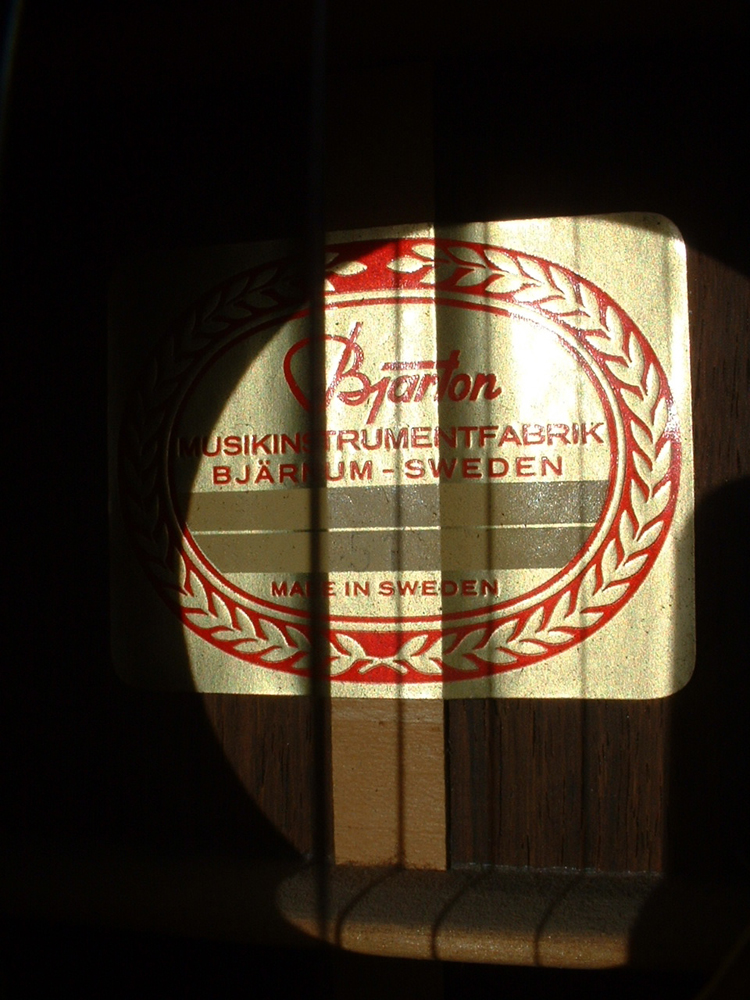 Bjärton
MUSIKINSTRUMENTFABRIK
BJÄRNUM - SWEDEN
MADE IN SWEDEN